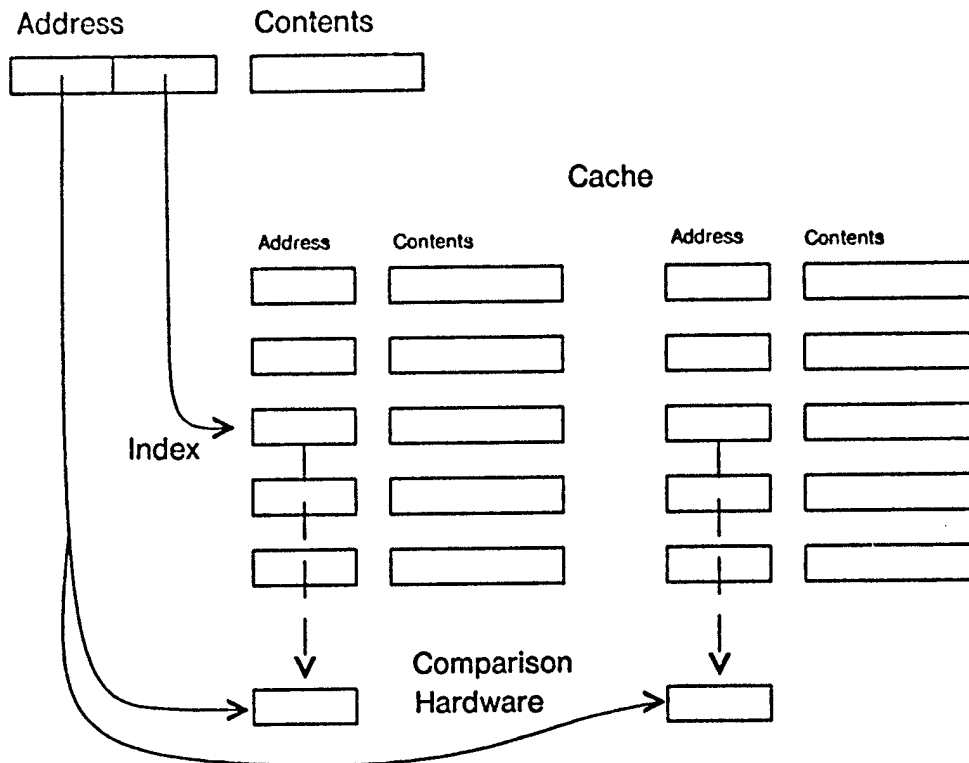 Address Contents
Cache
Address Contents Address Contents
Index
Comparison
Hardware